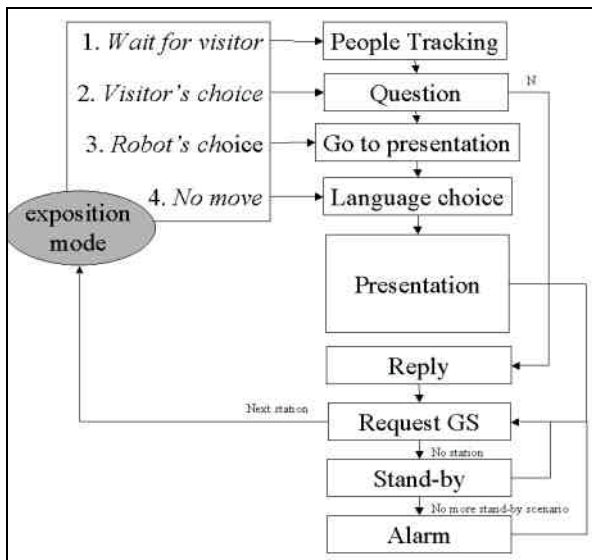 1. Wait for visitor
People Tracking
2. Visitor's choice
Question
N
3. Robot's choice
Go to presentation
4. No move
Language choice
exposition
mode
Presentation
Reply
Next station
Request GS
No station
Stand-by
No more stand-by scenario
Alarm